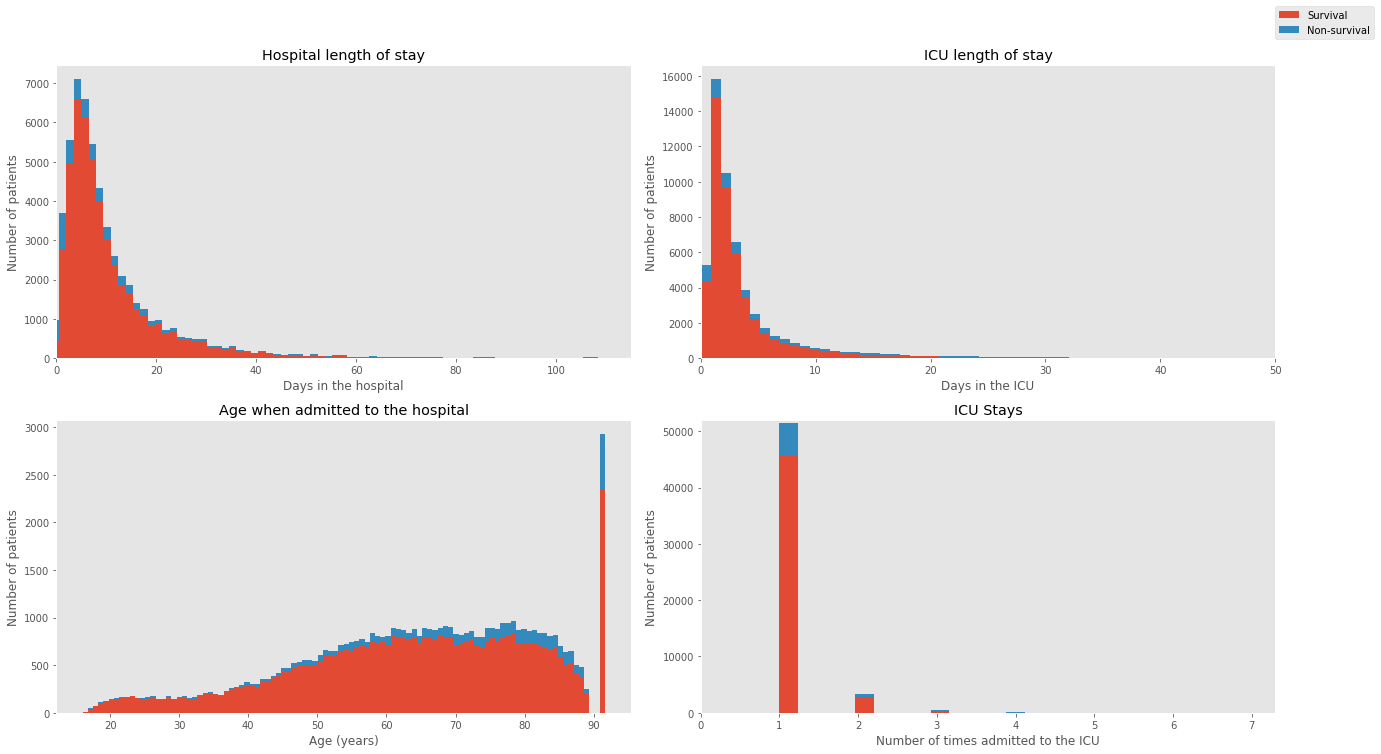 Survival
Non-survival
Hospital length of stay
Number of patients
7000
6000
5000
4000
3000
2000
1000
0
0 20 40 60 80 100
Days in the hospital
ICU length of stay
Number of patients
16000
14000
12000
10000
8000
6000
4000
2000
0
0 10 20 30 40 50
Days in the ICU
Age when admitted to the hospital
Number of patients
3000
2500
2000
1500
1000
500
0
20 30 40 50 60 70 80 90
Age (years)
ICU Stays
Number of patients
50000
40000
30000
20000
10000
0
0 1 2 3 4 5 6 7
Number of times admitted to the ICU